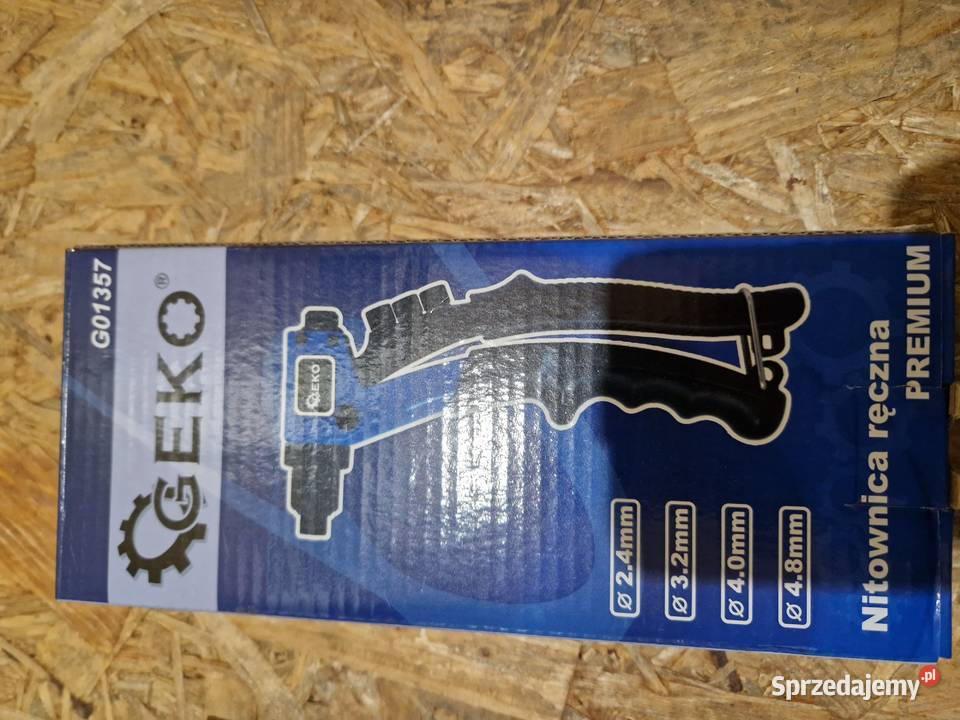 G01357
GEKO®
GEKO
ø 2.4mm
ø 3.2mm
ø 4.0mm
ø 4.8mm
Nitownica ręczna
PREMIUM
Sprzedajemy.pl